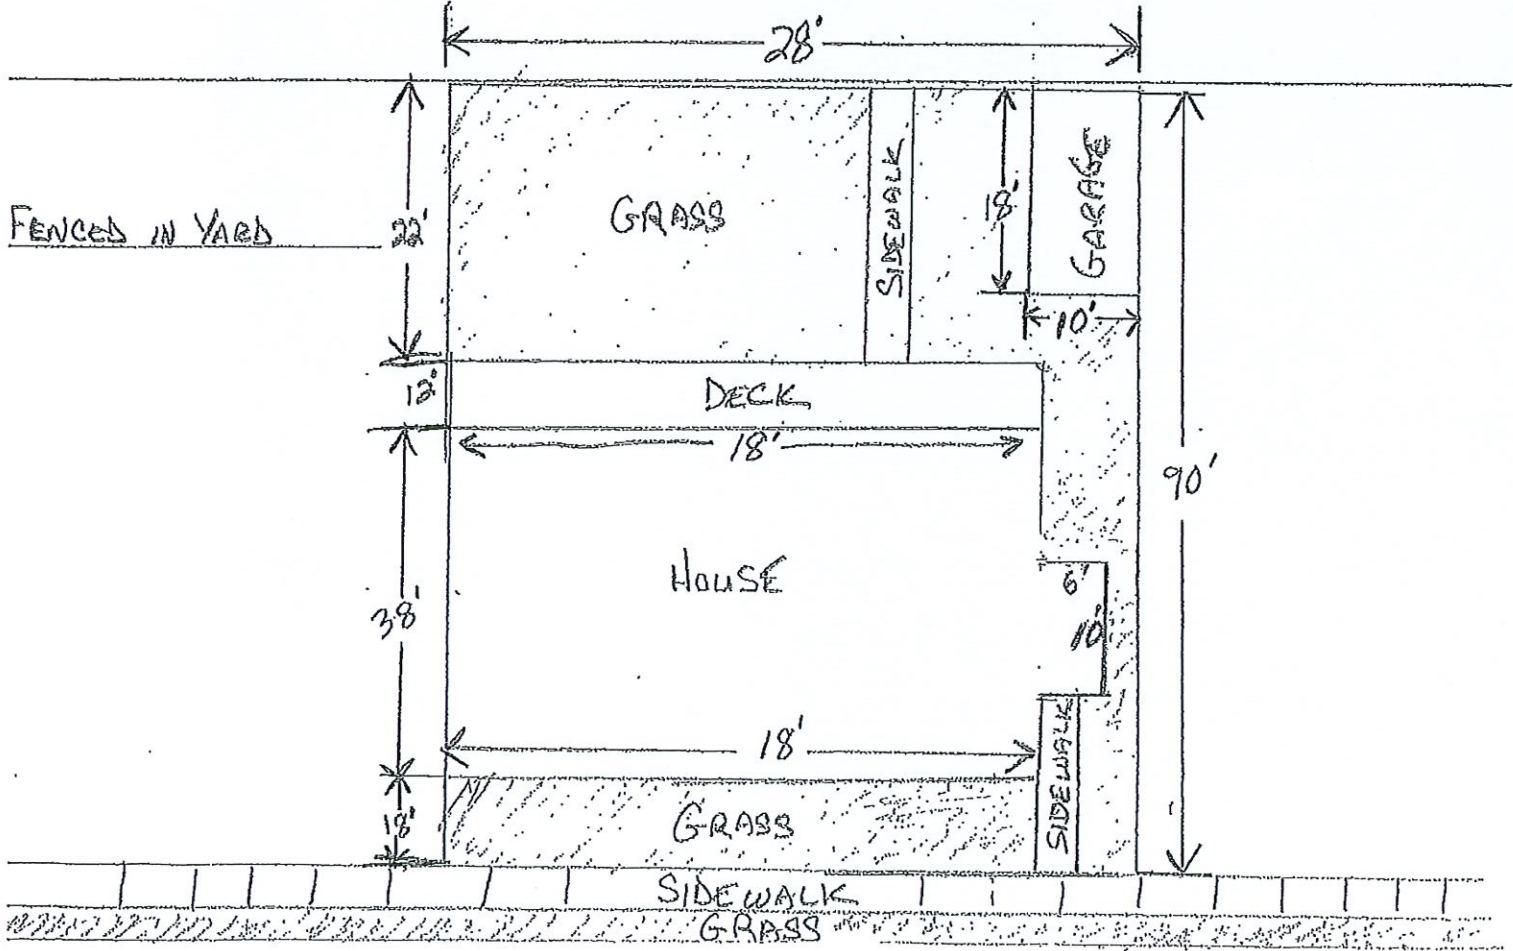 28'
FENCED IN YARD
22'
GRASS
SIDEWALK
18'
GARAGE
10'
12'
DECK
18'
90'
38'
HOUSE
6'
10'
18'
SIDEWALK
18'
GRASS
SIDEWALK
GRASS